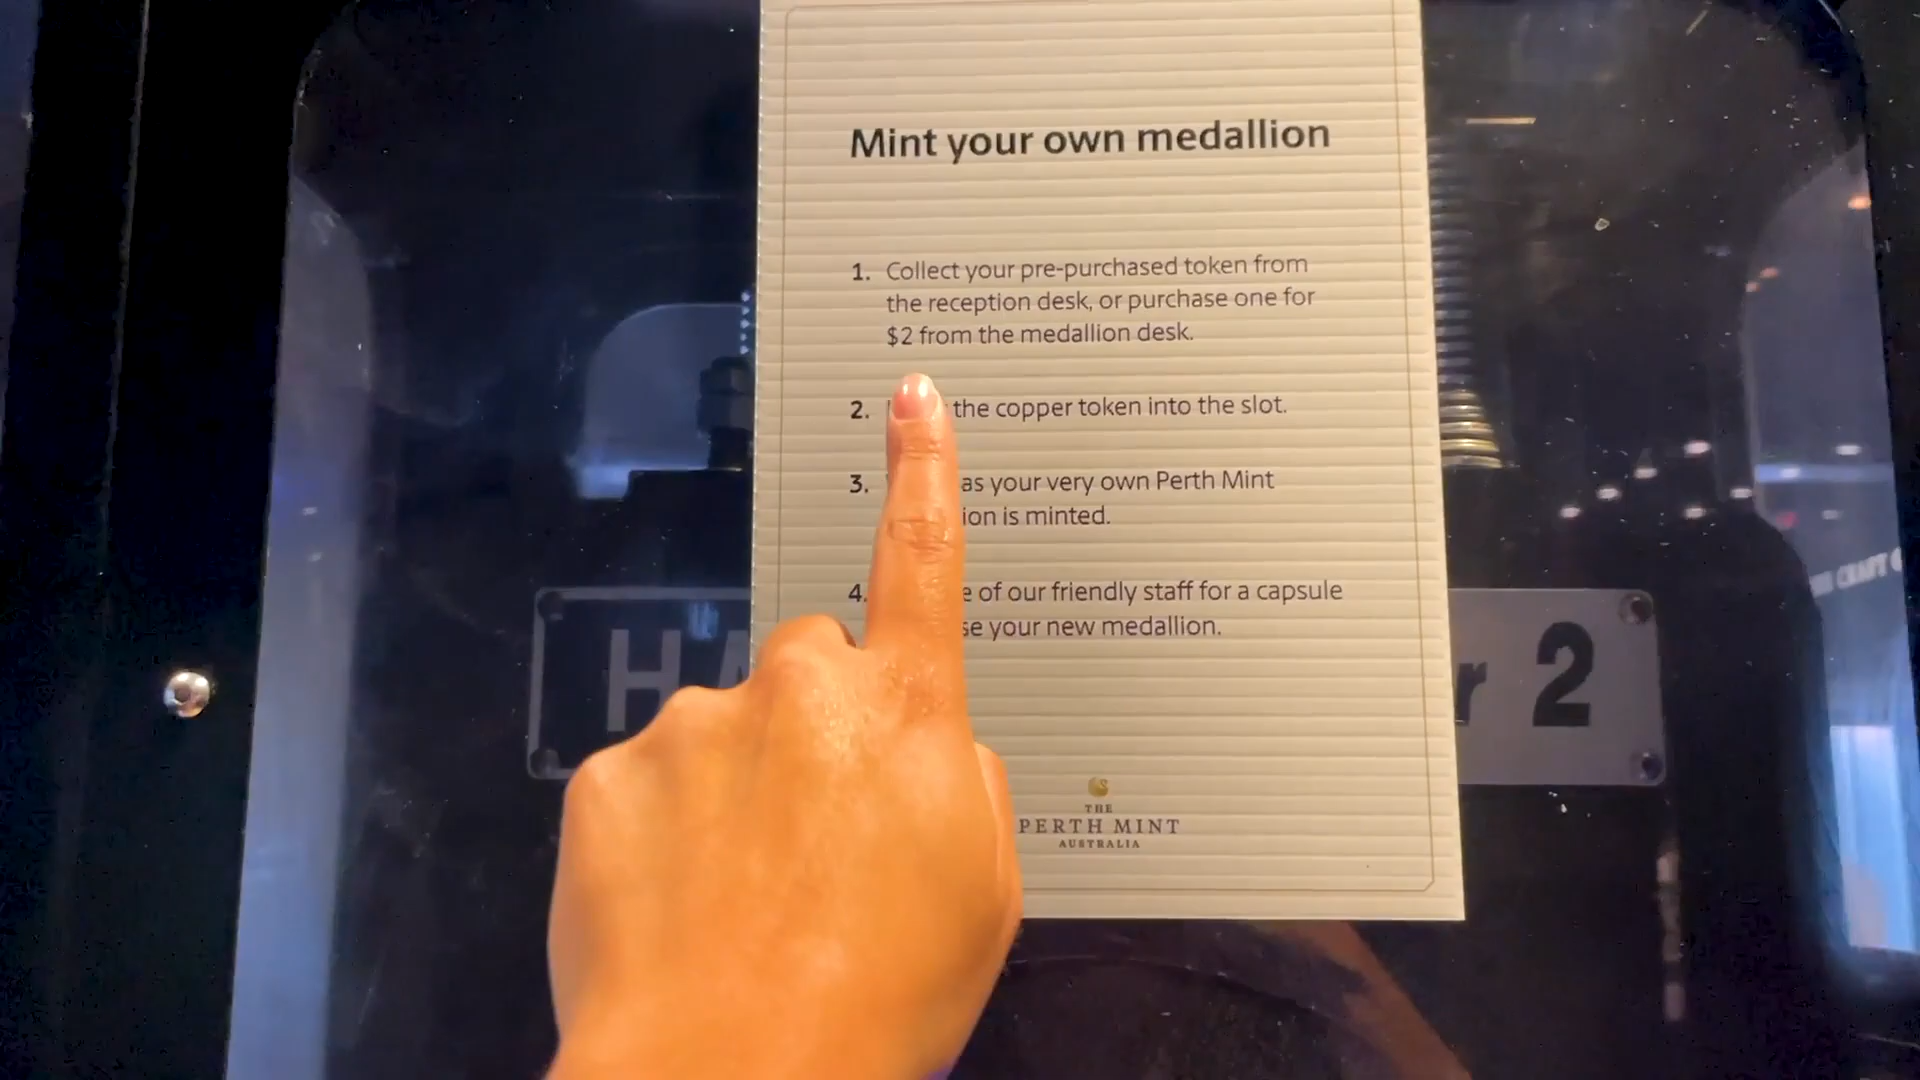 Mint your own medallion
1. Collect your pre-purchased token from
the reception desk, or purchase one for
$2 from the medallion desk.
2. the copper token into the slot.
3. as your very own Perth Mint
is minted.
4. of our friendly staff for a capsule
your new medallion.
2
THE
PERTH MINT
AUSTRALIA